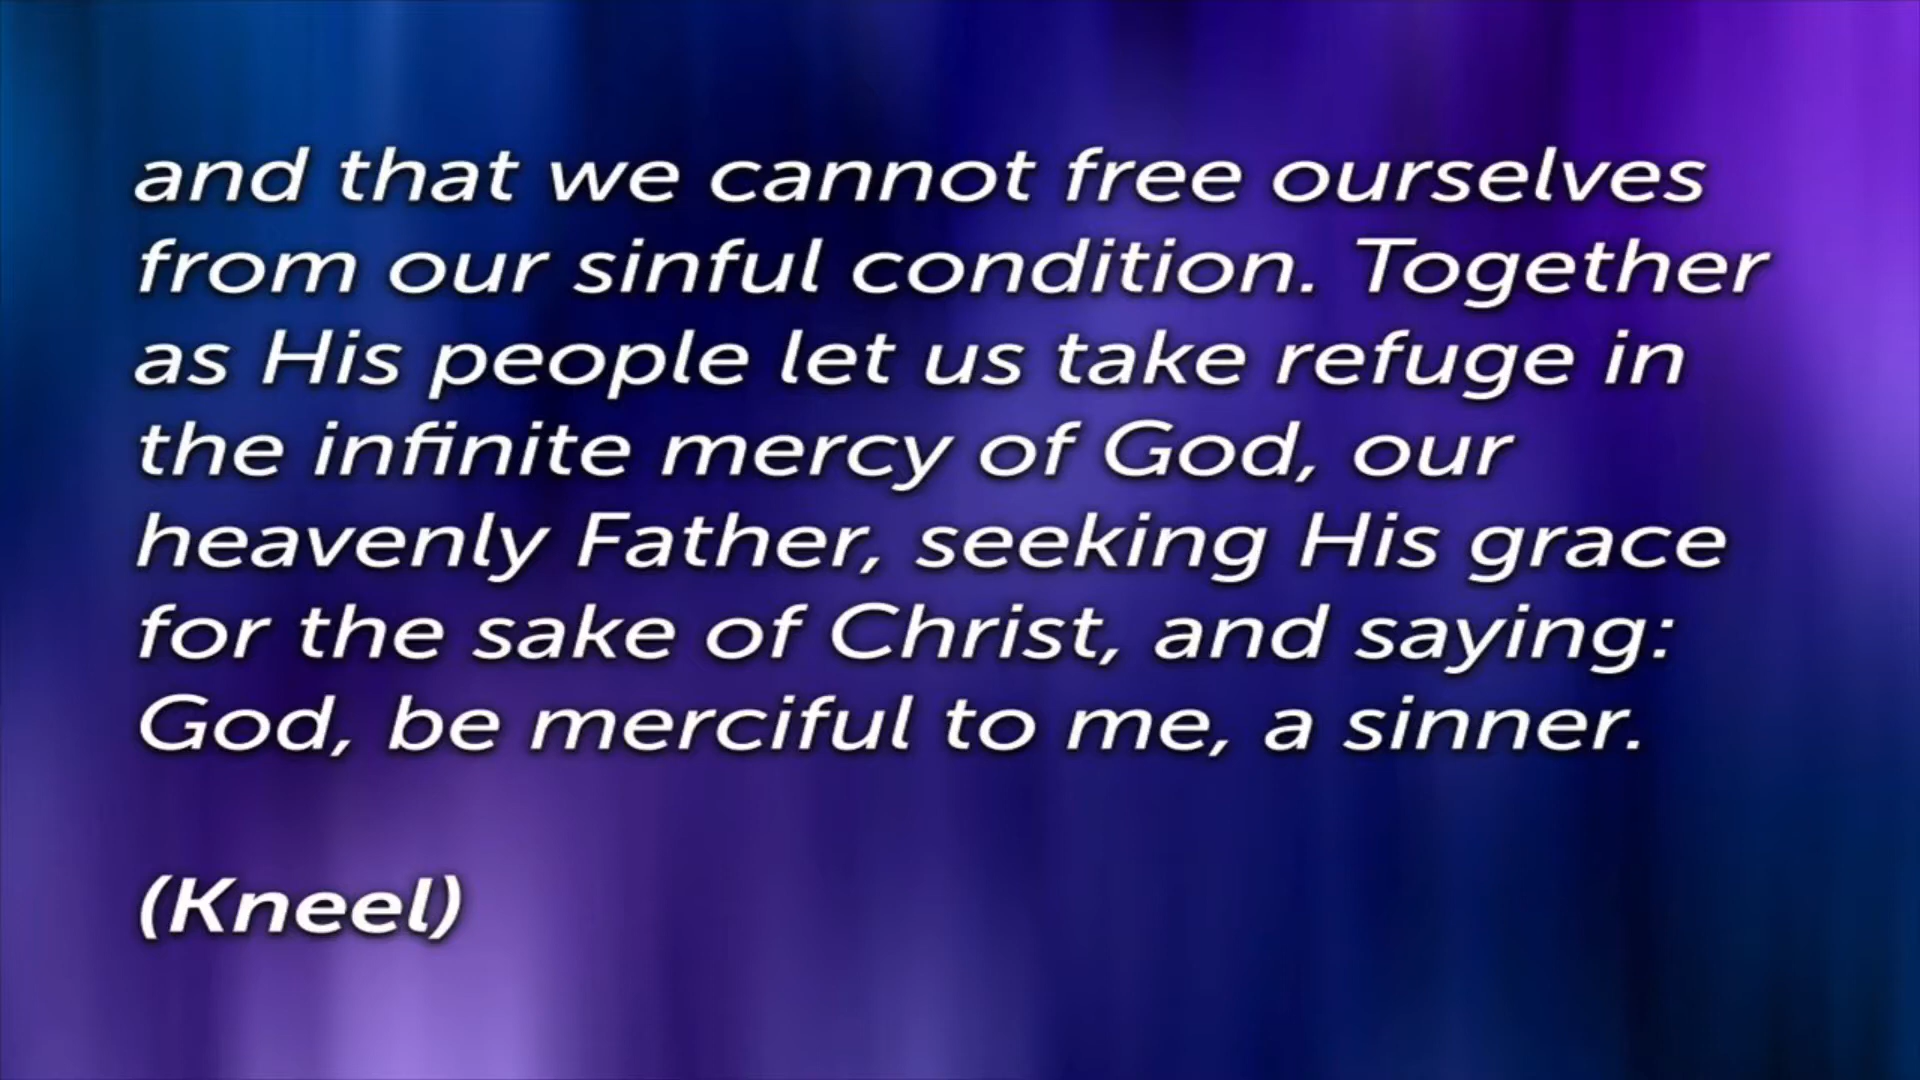 and that we cannot free ourselves
from our sinful condition. Together
as His people let us take refuge in
the infinite mercy of God, our
heavenly Father, seeking His grace
for the sake of Christ, and saying:
God, be merciful to me, a sinner.
(Kneel)